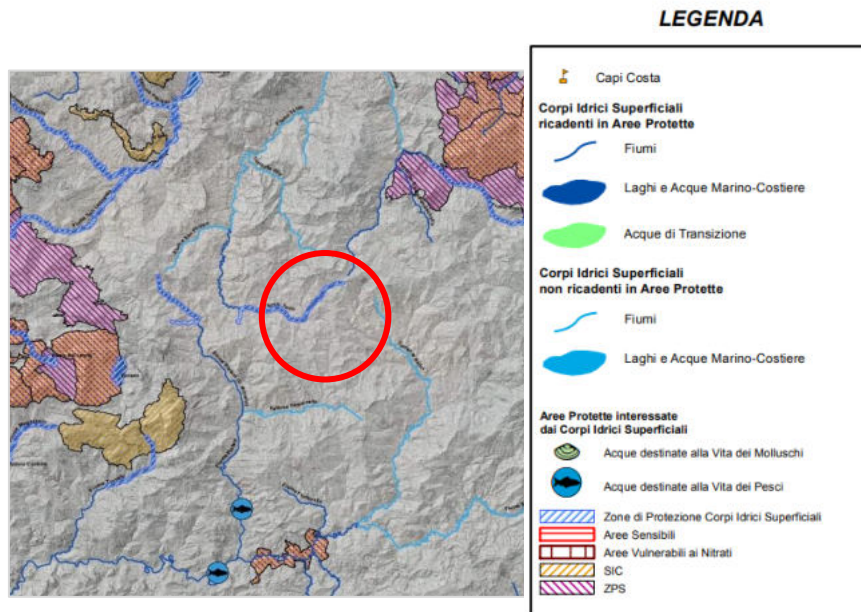 LEGENDA
Capi Costa
Corpi Idrici Superficiali
ricadenti in Aree Protette
Fiumi
Laghi e Acque Marino-Costiere
Acque di Transizione
Corpi Idrici Superficiali
non ricadenti in Aree Protette
Fiumi
Laghi e Acque Marino-Costiere
Aree Protette interessate
dai Corpi Idrici Superficiali
Acque destinate alla Vita dei Molluschi
Acque destinate alla Vita dei Pesci
Zone di Protezione Corpi Idrici Superficiali
Aree Sensibili
Aree Vulnerabili ai Nitrati
SIC
ZPS